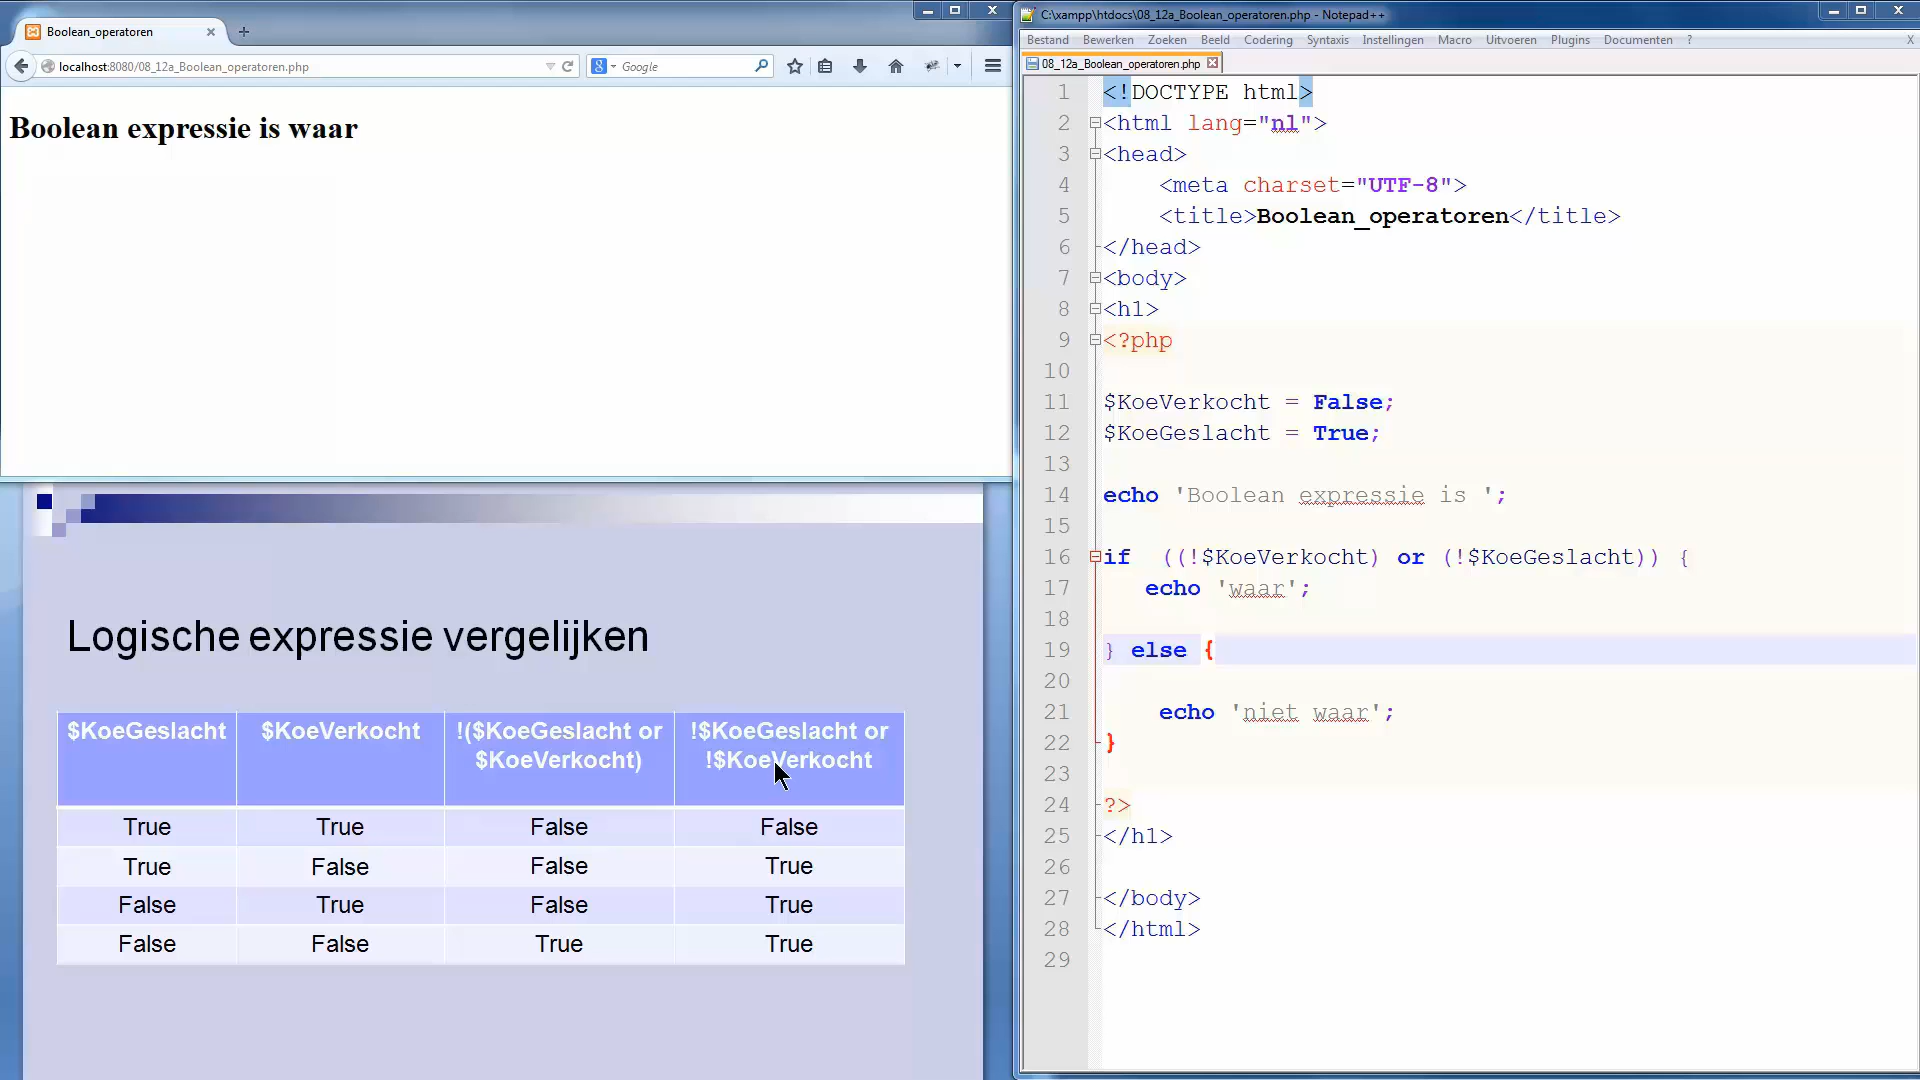 Boolean_operatoren
localhost:8080/08_12a_Boolean_operatoren.php
Google
Boolean expressie is waar
Logische expressie vergelijken
$KoeGeslacht $KoeVerkocht !($KoeGeslacht or $KoeVerkocht) !$KoeGeslacht or !$KoeVerkocht
True True False False
True False False True
False True False True
False False True True
C:\xampp\htdocs\08_12a_Boolean_operatoren.php - Notepad++
Bestand Bewerken Zoeken Beeld Codering Syntaxis Instellingen Macro Uitvoeren Plugins Documenten ? X
08_12a_Boolean_operatoren.php
1 <!DOCTYPE html>
2 <html lang="nl">
3 <head>
4 <meta charset="UTF-8">
5 <title>Boolean_operatoren</title>
6 </head>
7 <body>
8 <h1>
9 <?php
10
11 $KoeVerkocht = False;
12 $KoeGeslacht = True;
13
14 echo 'Boolean expressie is ';
15
16 if ((!$KoeVerkocht) or (!$KoeGeslacht)) {
17 echo 'waar';
18
19 } else {
20
21 echo 'niet waar';
22 }
23
24 ?>
25 </h1>
26
27 </body>
28 </html>
29